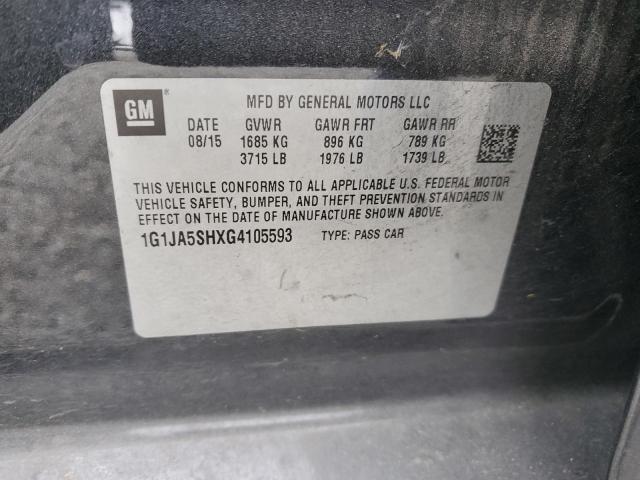 GM®
MFD BY GENERAL MOTORS LLC
DATE GVWR GAWR FRT GAWR RR
08/15 1685 KG 896 KG 789 KG
3715 LB 1976 LB 1739 LB
THIS VEHICLE CONFORMS TO ALL APPLICABLE U.S. FEDERAL MOTOR
VEHICLE SAFETY, BUMPER, AND THEFT PREVENTION STANDARDS IN
EFFECT ON THE DATE OF MANUFACTURE SHOWN ABOVE.
1G1JA5SHXG4105593 TYPE: PASS CAR